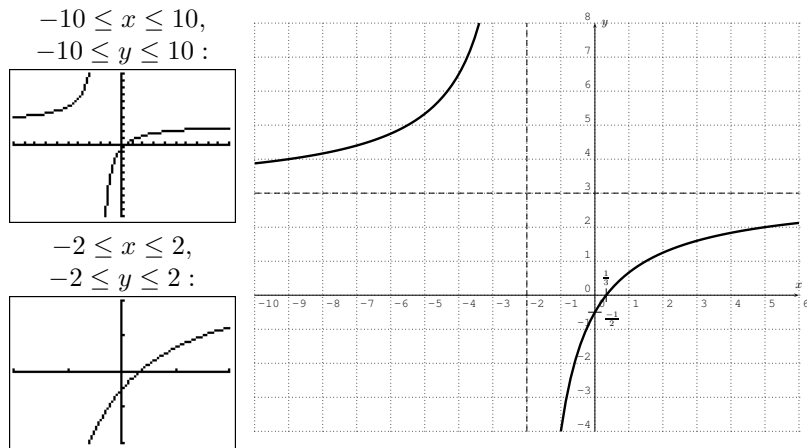 −10 ≤ x ≤ 10,
−10 ≤ y ≤ 10 :
−2 ≤ x ≤ 2,
−2 ≤ y ≤ 2 :
y
8
7
6
5
4
3
2
1
0
−1
−2
−3
−4
−10 −9 −8 −7 −6 −5 −4 −3 −2 −1 0 1 2 3 4 5 6
x
1/3
−1/2